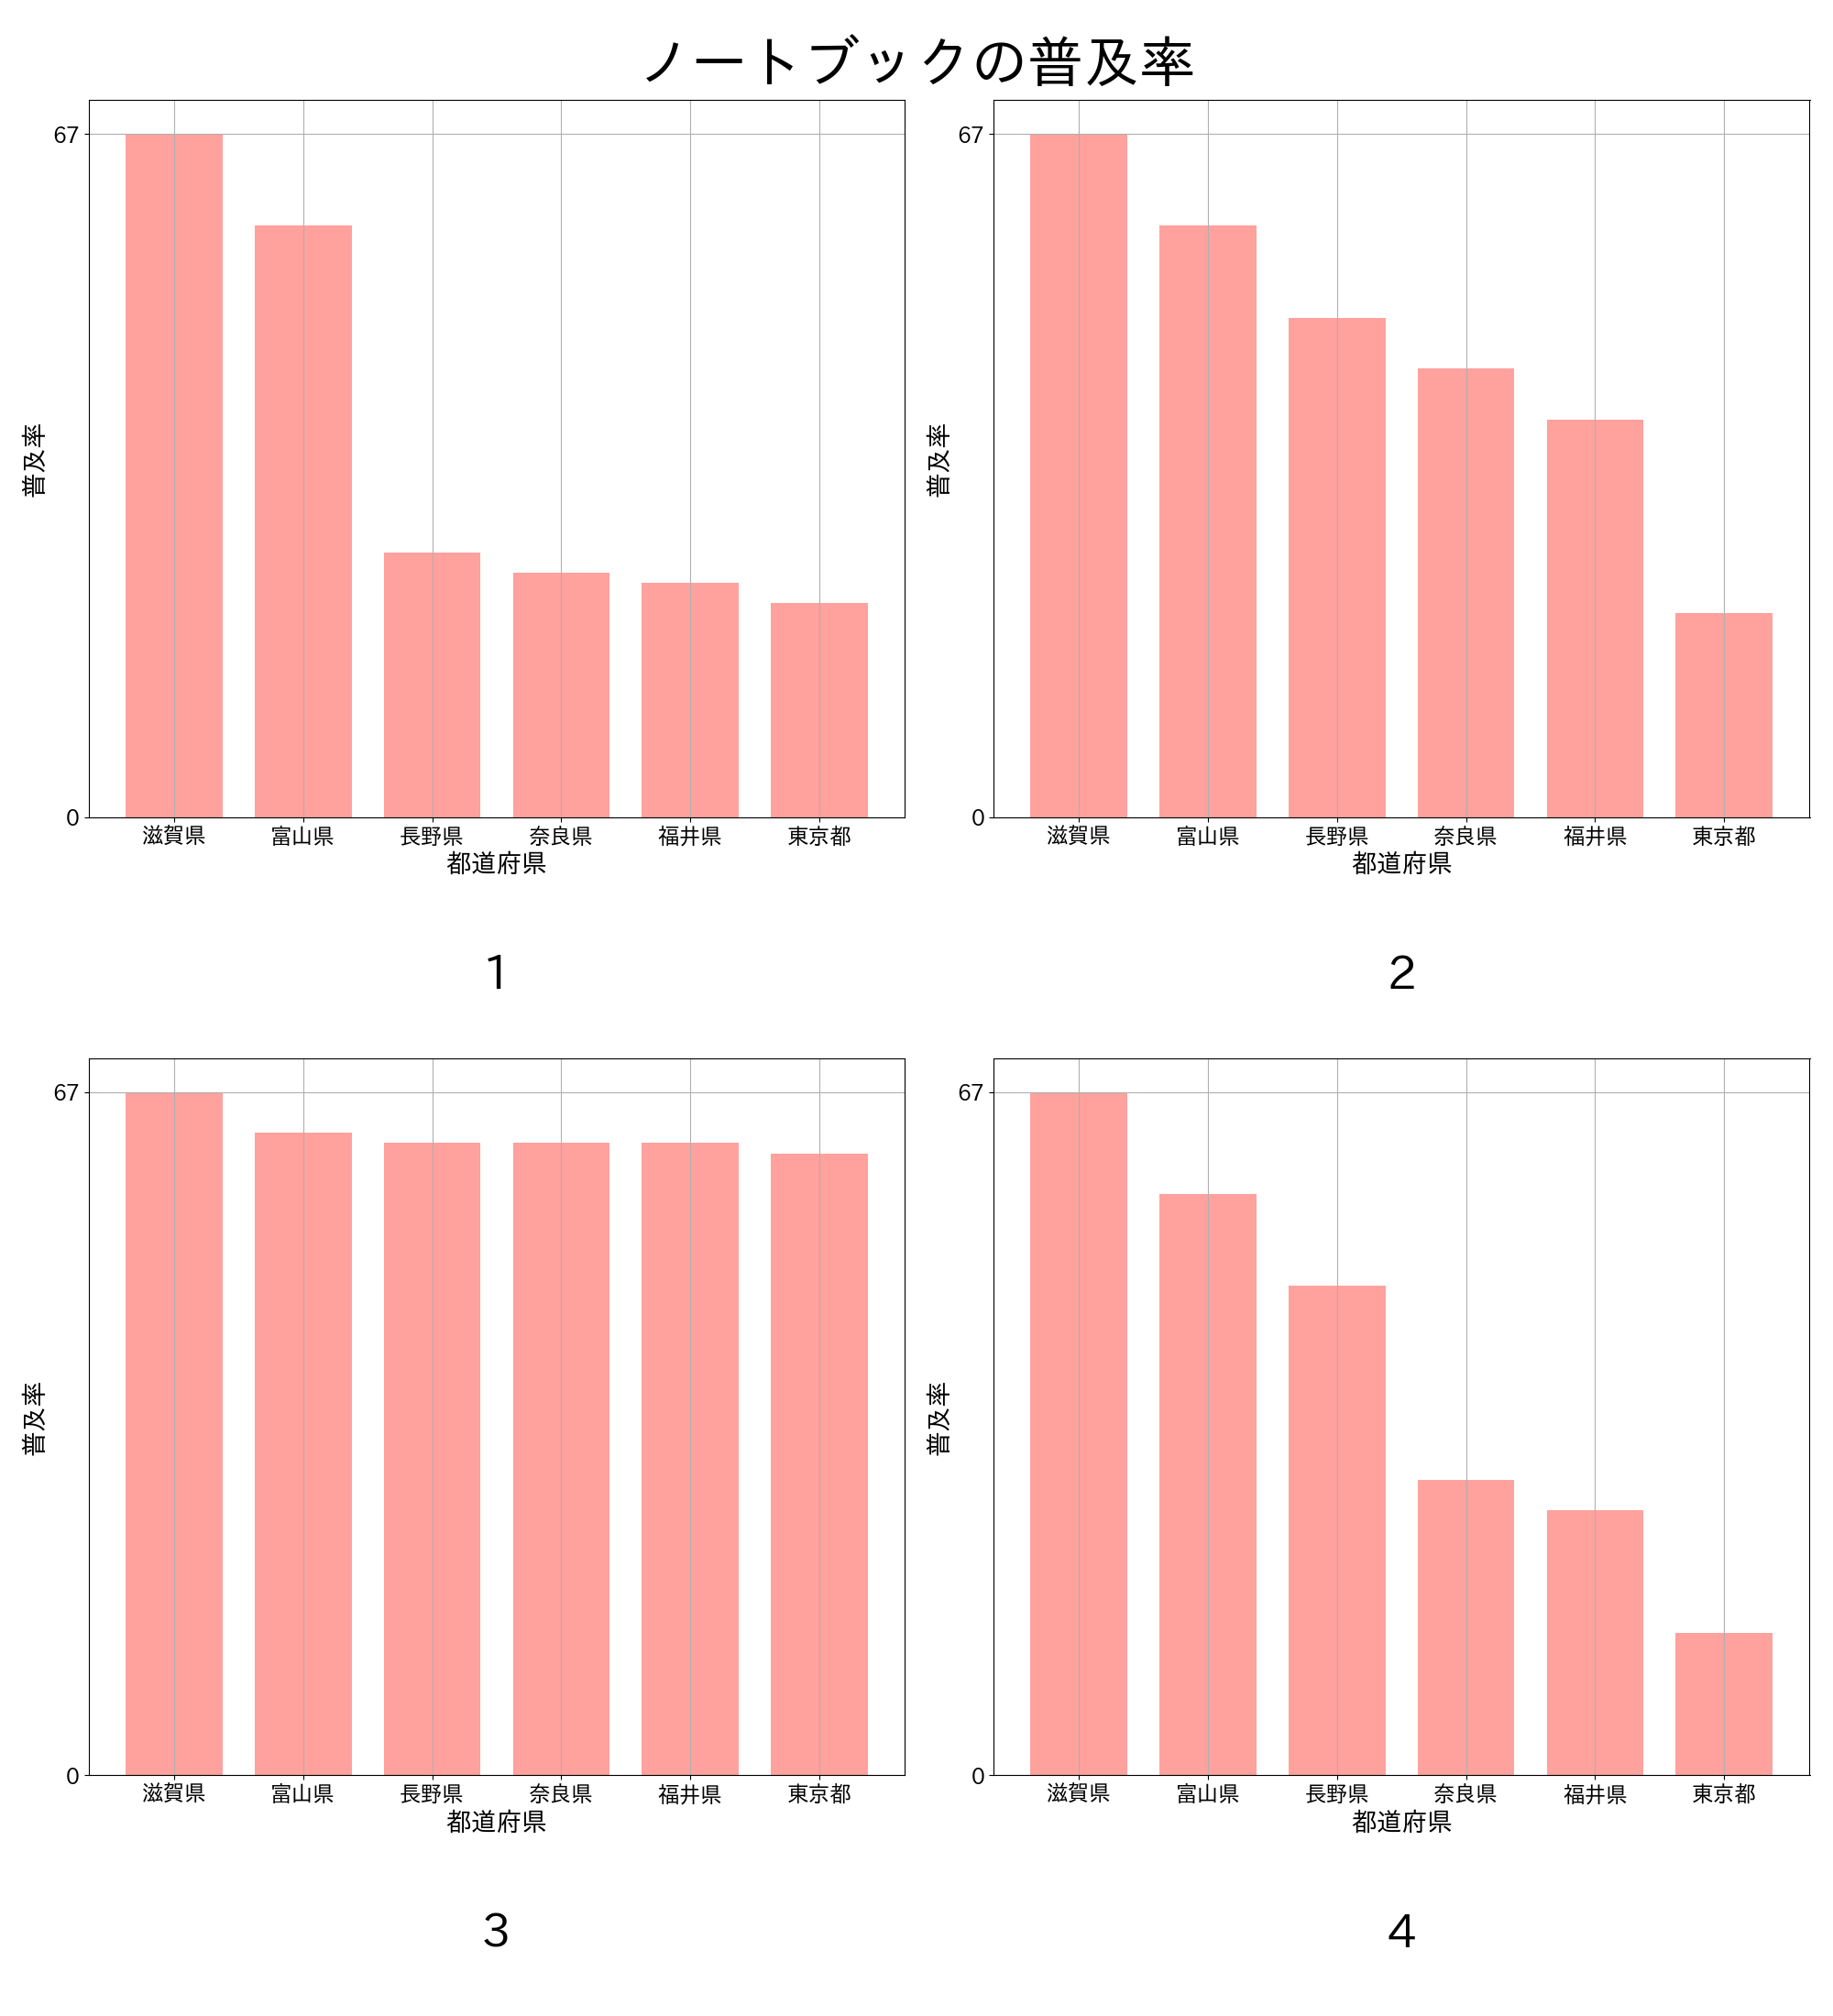 ノートブックの普及率
67
0
普及率
滋賀県 富山県 長野県 奈良県 福井県 東京都
都道府県
1
67
0
普及率
滋賀県 富山県 長野県 奈良県 福井県 東京都
都道府県
2
67
0
普及率
滋賀県 富山県 長野県 奈良県 福井県 東京都
都道府県
3
67
0
普及率
滋賀県 富山県 長野県 奈良県 福井県 東京都
都道府県
4